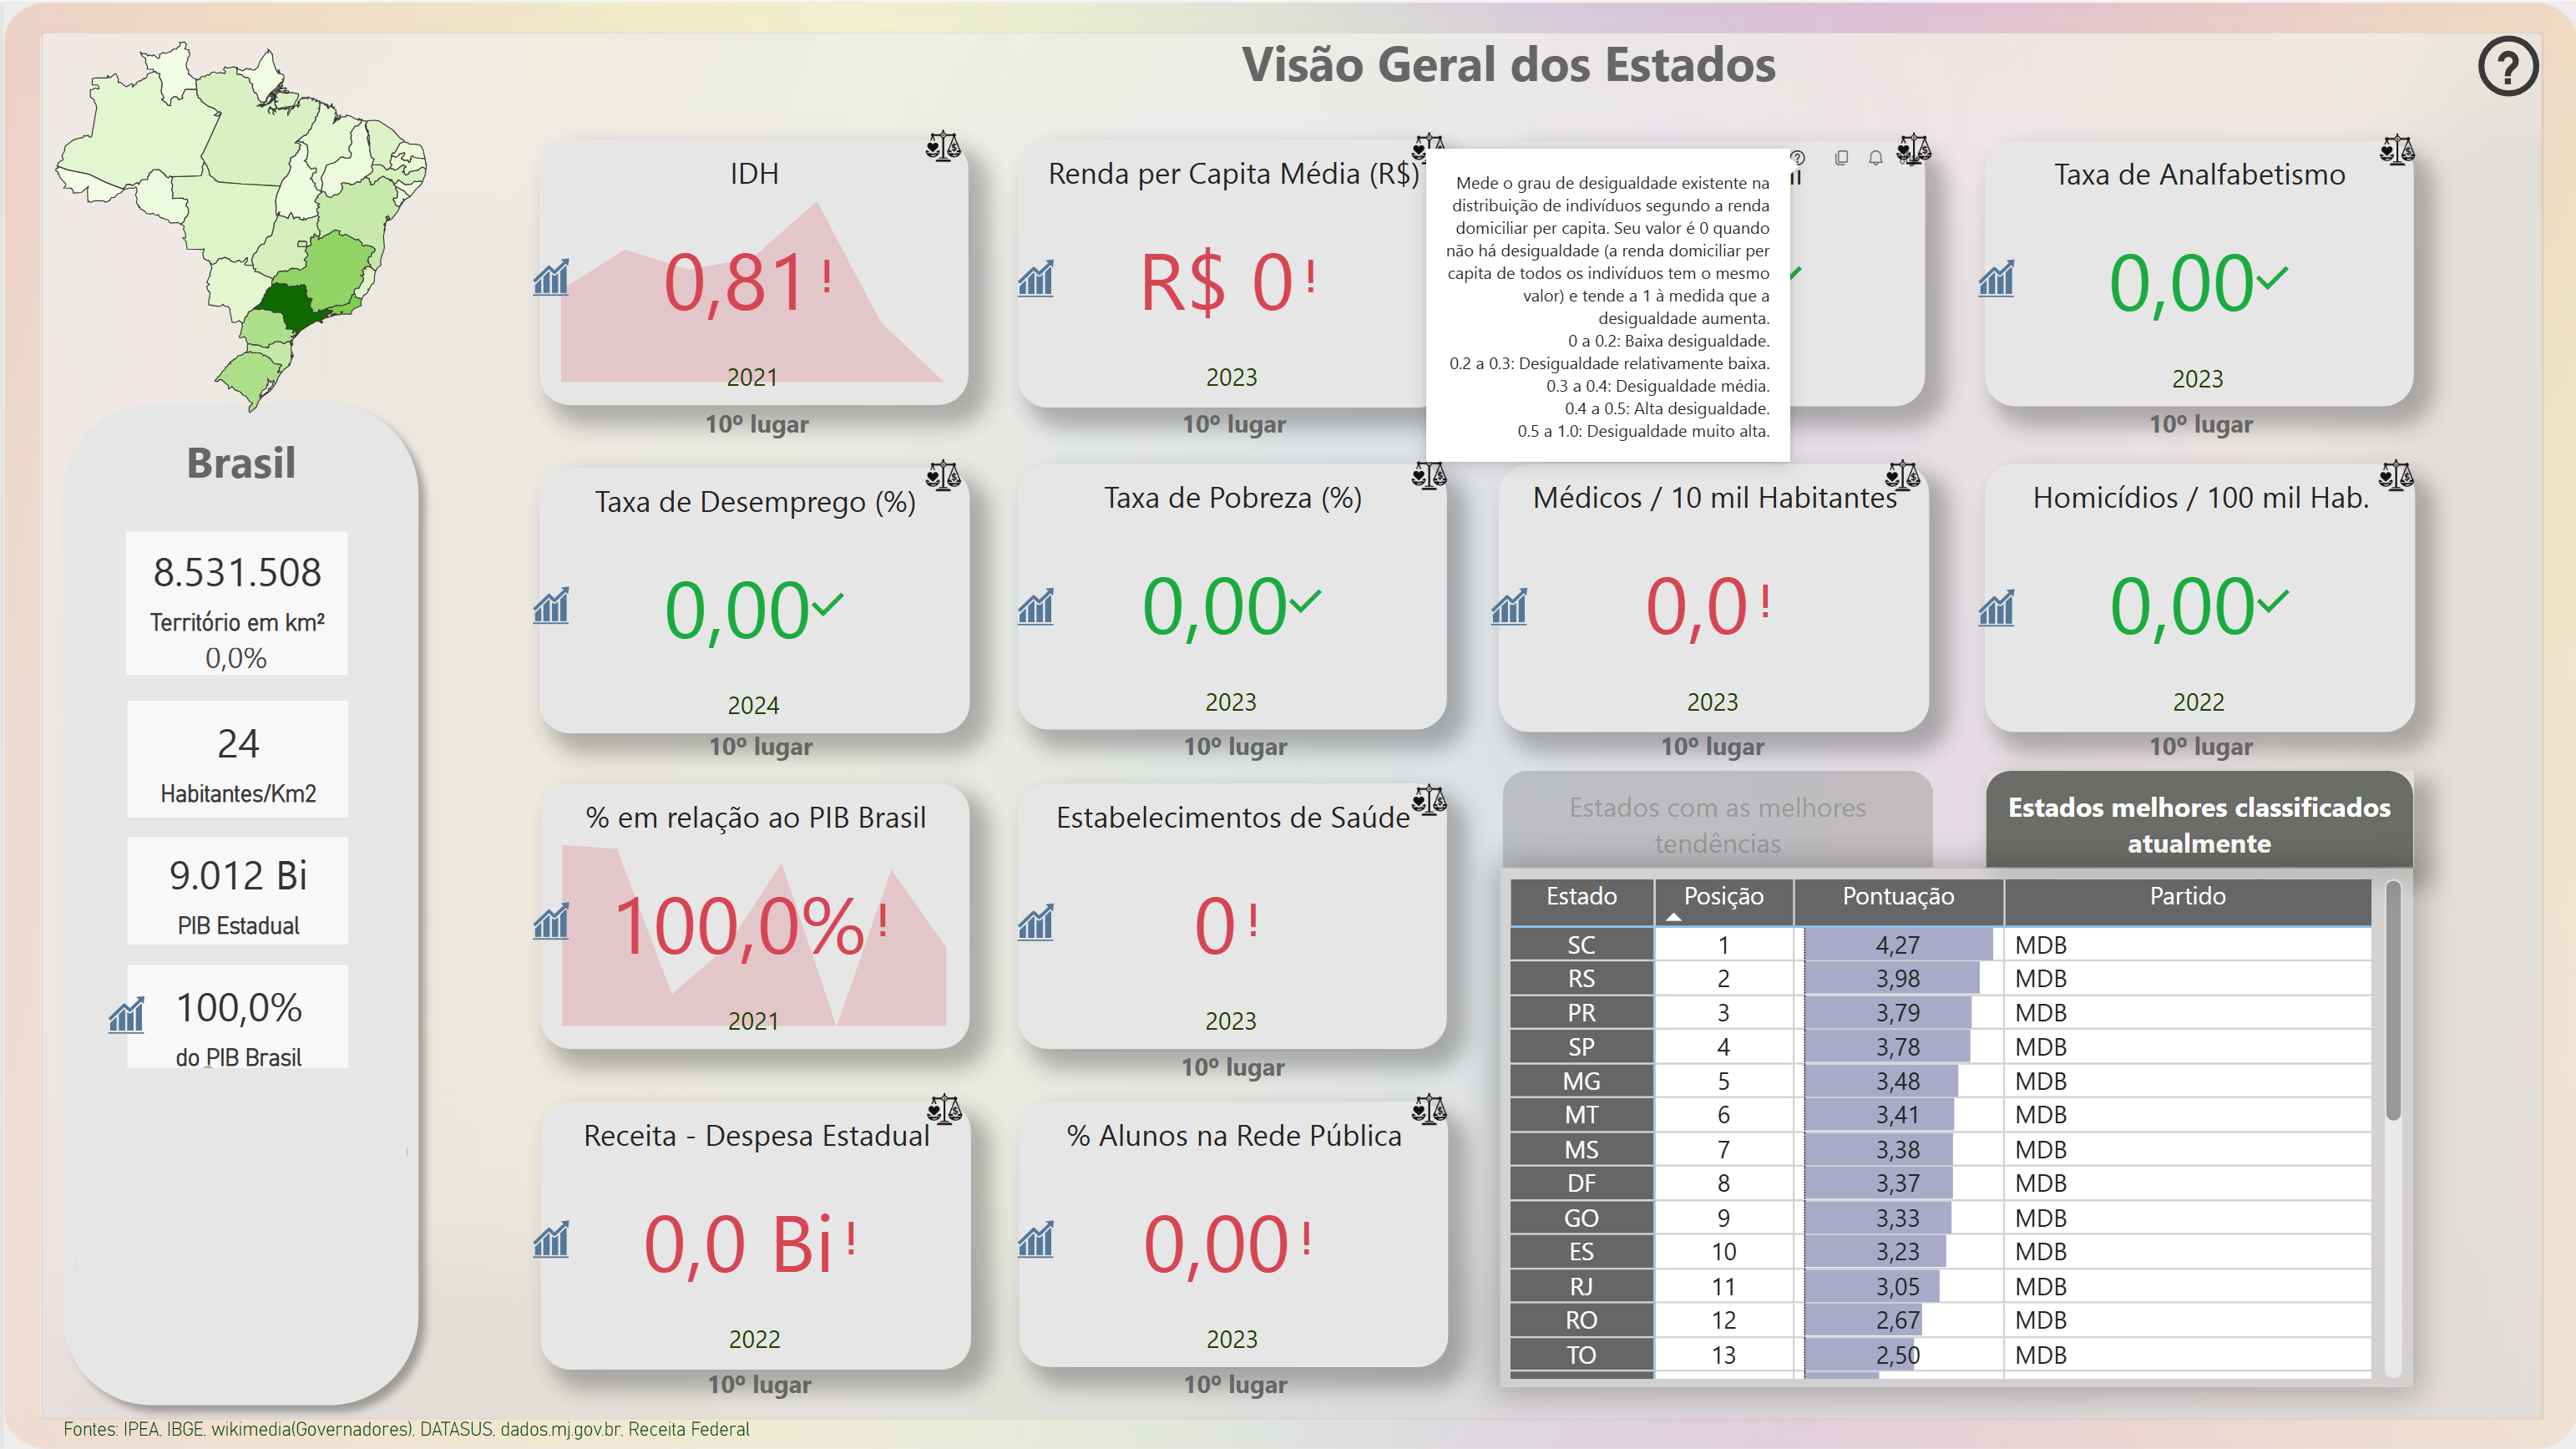 Visão Geral dos Estados
?
Brasil
8.531.508
Território em km²
0,0%
24
Habitantes/Km2
9.012 Bi
PIB Estadual
100,0%
do PIB Brasil
IDH
0,81!
2021
10º lugar
Renda per Capita Média (R$)
R$ 0!
2023
10º lugar
Mede o grau de desigualdade existente na
distribuição de indivíduos segundo a renda
domiciliar per capita. Seu valor é 0 quando
não há desigualdade (a renda domiciliar per
capita de todos os indivíduos tem o mesmo
valor) e tende a 1 à medida que a
desigualdade aumenta.
0 a 0.2: Baixa desigualdade.
0.2 a 0.3: Desigualdade relativamente baixa.
0.3 a 0.4: Desigualdade média.
0.4 a 0.5: Alta desigualdade.
0.5 a 1.0: Desigualdade muito alta.
Taxa de Analfabetismo
0,00
2023
10º lugar
Taxa de Desemprego (%)
0,00
2024
10º lugar
Taxa de Pobreza (%)
0,00
2023
10º lugar
Médicos / 10 mil Habitantes
0,0!
2023
10º lugar
Homicídios / 100 mil Hab.
0,00
2022
10º lugar
% em relação ao PIB Brasil
100,0%!
2021
Estabelecimentos de Saúde
0!
2023
10º lugar
Receita - Despesa Estadual
0,0 Bi!
2022
10º lugar
% Alunos na Rede Pública
0,00!
2023
10º lugar
Estados com as melhores
tendências
Estados melhores classificados
atualmente
Estado Posição Pontuação Partido
SC 1 4,27 MDB
RS 2 3,98 MDB
PR 3 3,79 MDB
SP 4 3,78 MDB
MG 5 3,48 MDB
MT 6 3,41 MDB
MS 7 3,38 MDB
DF 8 3,37 MDB
GO 9 3,33 MDB
ES 10 3,23 MDB
RJ 11 3,05 MDB
RO 12 2,67 MDB
TO 13 2,50 MDB
Fontes: IPEA, IBGE, wikimedia(Governadores), DATASUS, dados.mj.gov.br, Receita Federal